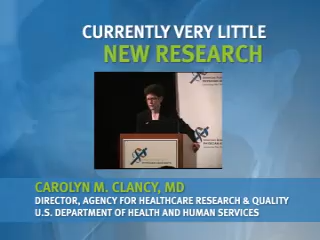 CURRENTLY VERY LITTLE
NEW RESEARCH
CAROLYN M. CLANCY, MD
DIRECTOR, AGENCY FOR HEALTHCARE RESEARCH & QUALITY
U.S. DEPARTMENT OF HEALTH AND HUMAN SERVICES